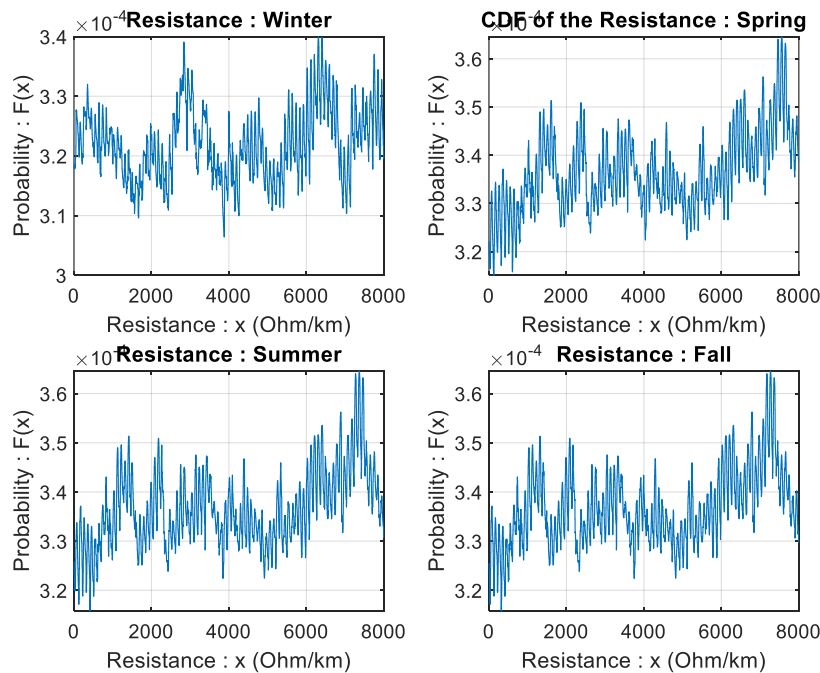 ×10-4
Resistance : Winter
3.4
3.3
3.2
3.1
3
Probability : F(x)
0 2000 4000 6000 8000
Resistance : x (Ohm/km)
×10-4
CDF of the Resistance : Spring
3.6
3.5
3.4
3.3
3.2
Probability : F(x)
0 2000 4000 6000 8000
Resistance : x (Ohm/km)
×10-4
Resistance : Summer
3.6
3.5
3.4
3.3
3.2
Probability : F(x)
0 2000 4000 6000 8000
Resistance : x (Ohm/km)
×10-4
Resistance : Fall
3.6
3.5
3.4
3.3
3.2
Probability : F(x)
0 2000 4000 6000 8000
Resistance : x (Ohm/km)